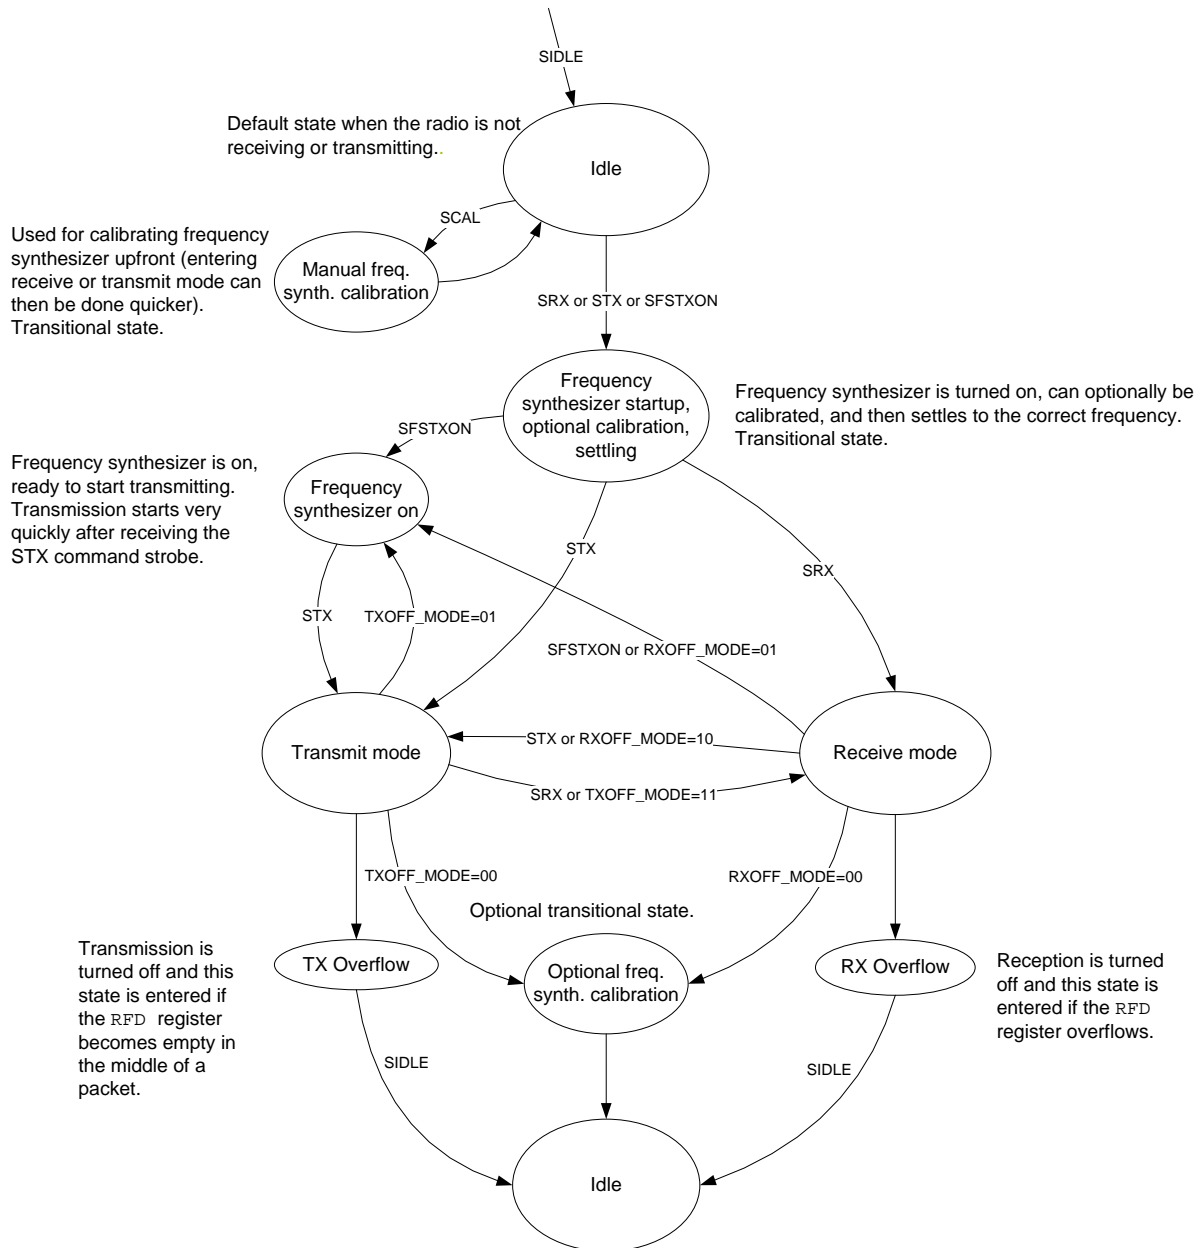 SIDLE
Default state when the radio is not
receiving or transmitting..
Idle
SCAL
Used for calibrating frequency
synthesizer upfront (entering
receive or transmit mode can
then be done quicker).
Transitional state.
Manual freq.
synth. calibration
SRX or STX or SFSTXON
Frequency
synthesizer startup,
optional calibration,
settling
Frequency synthesizer is turned on, can optionally be
calibrated, and then settles to the correct frequency.
Transitional state.
SFSTXON
Frequency synthesizer is on,
ready to start transmitting.
Transmission starts very
quickly after receiving the
STX command strobe.
Frequency
synthesizer on
STX
SRX
STX
TXOFF_MODE=01
SFSTXON or RXOFF_MODE=01
Transmit mode
STX or RXOFF_MODE=10
Receive mode
SRX or TXOFF_MODE=11
TXOFF_MODE=00
RXOFF_MODE=00
Optional transitional state.
Transmission is
turned off and this
state is entered if
the RFD register
becomes empty in
the middle of a
packet.
TX Overflow
Optional freq.
synth. calibration
RX Overflow
Reception is turned
off and this state is
entered if the RFD
register overflows.
SIDLE
SIDLE
Idle